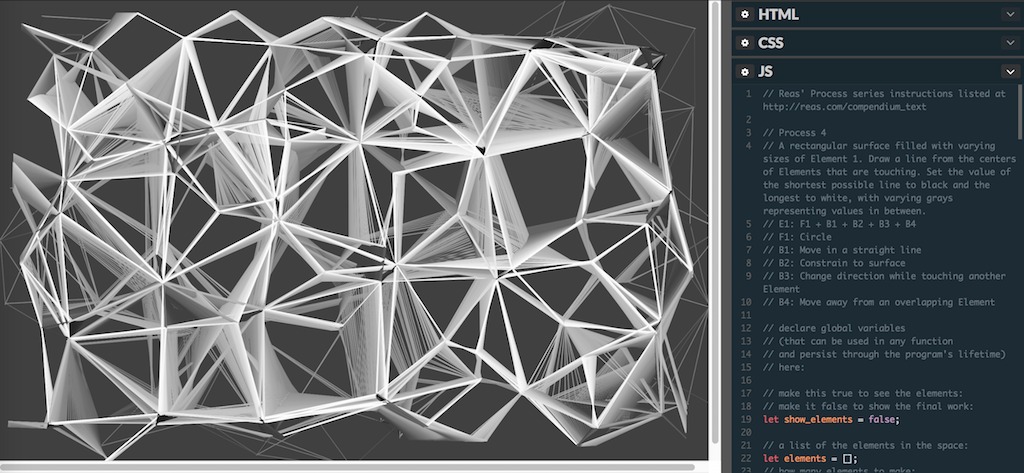 HTML
CSS
JS
1 // Reas' Process series instructions listed at
http://reas.com/compendium_text
2
3 // Process 4
4 // A rectangular surface filled with varying
sizes of Element 1. Draw a line from the centers
of Elements that are touching. Set the value of
the shortest possible line to black and the
longest to white, with varying grays
representing values in between.
5 // E1: F1 + B1 + B2 + B3 + B4
6 // F1: Circle
7 // B1: Move in a straight line
8 // B2: Constrain to surface
9 // B3: Change direction while touching another
Element
10 // B4: Move away from an overlapping Element
11
12 // declare global variables
13 // (that can be used in any function
14 // and persist through the program's lifetime)
15 // here:
16
17 // make this true to see the elements:
18 // make it false to show the final work:
19 let show_elements = false;
20
21 // a list of the elements in the space:
22 let elements = [];
23 // how many elements to make: